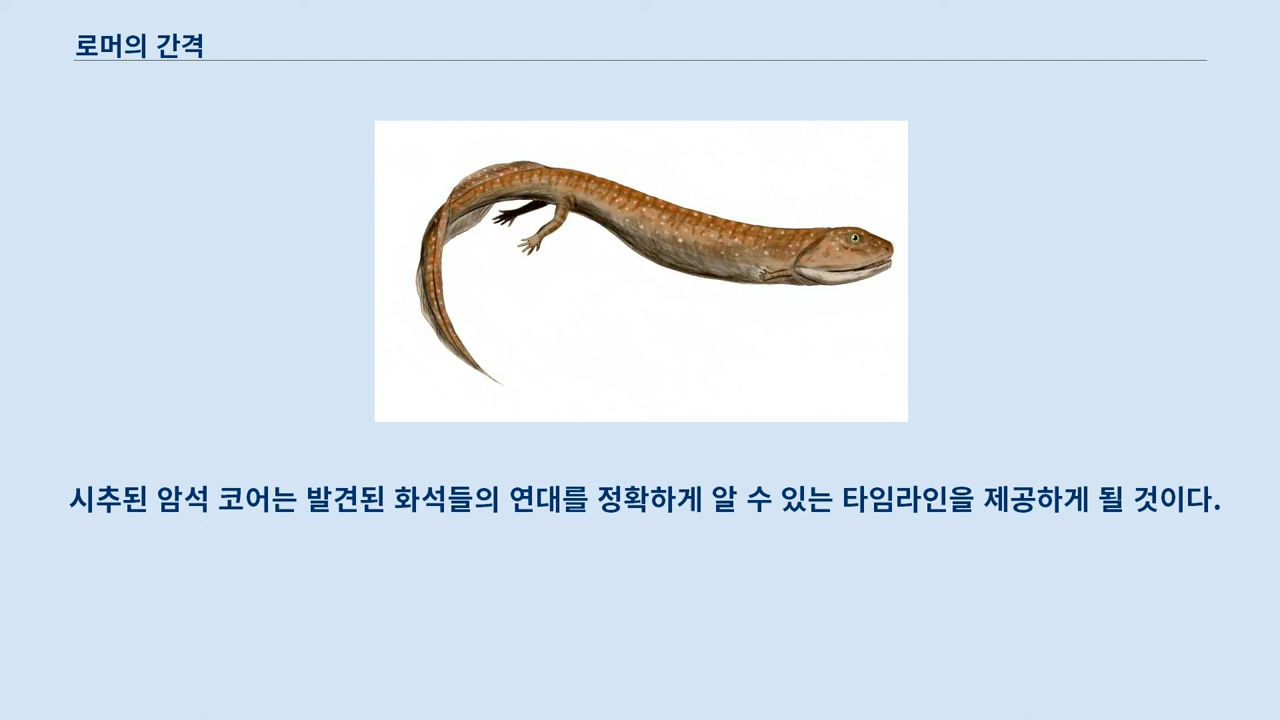 로머의 간격
시추된 암석 코어는 발견된 화석들의 연대를 정확하게 알 수 있는 타임라인을 제공하게 될 것이다.